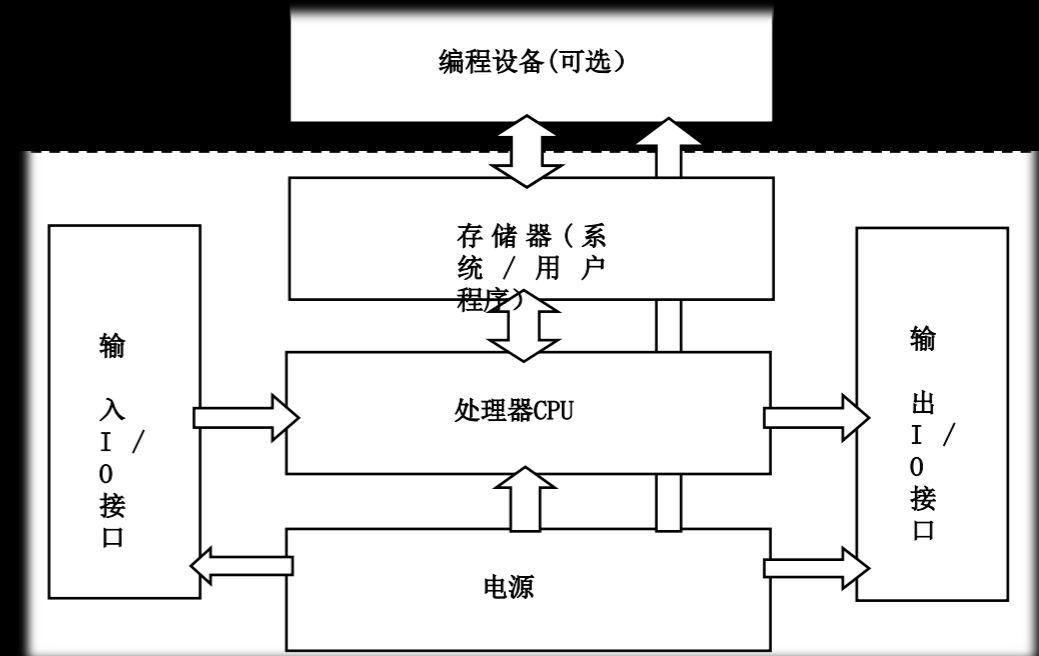 编程设备(可选)
存储器(系
统/用户
程序)
输
入
I/
O
接
口
处理器CPU
输
出
I/
O
接
口
电源